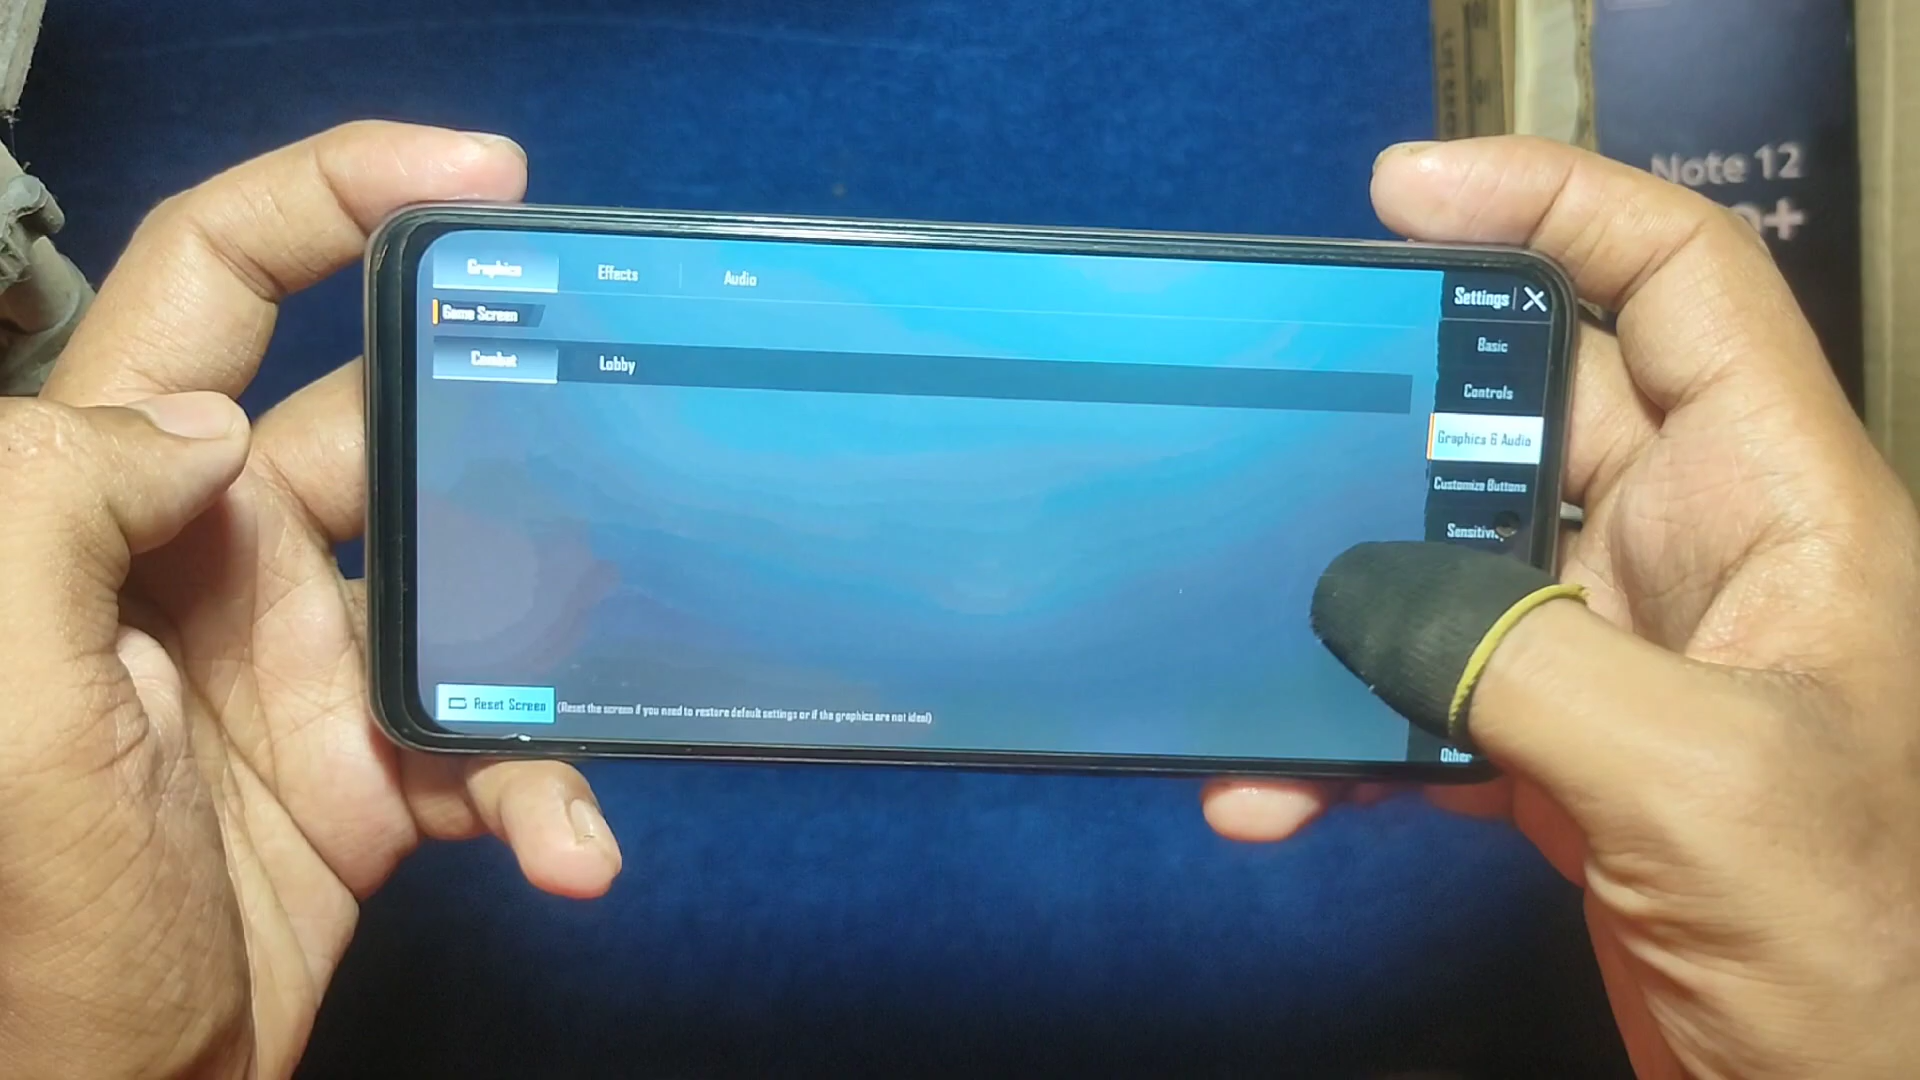 Graphics Effects Audio
Game Screen
Combat Lobby
Reset Screen (Reset the screen if you need to restore default settings or if the graphics are not ideal)
Settings
Basic
Controls
Graphics & Audio
Customize Buttons
Other
Note 12